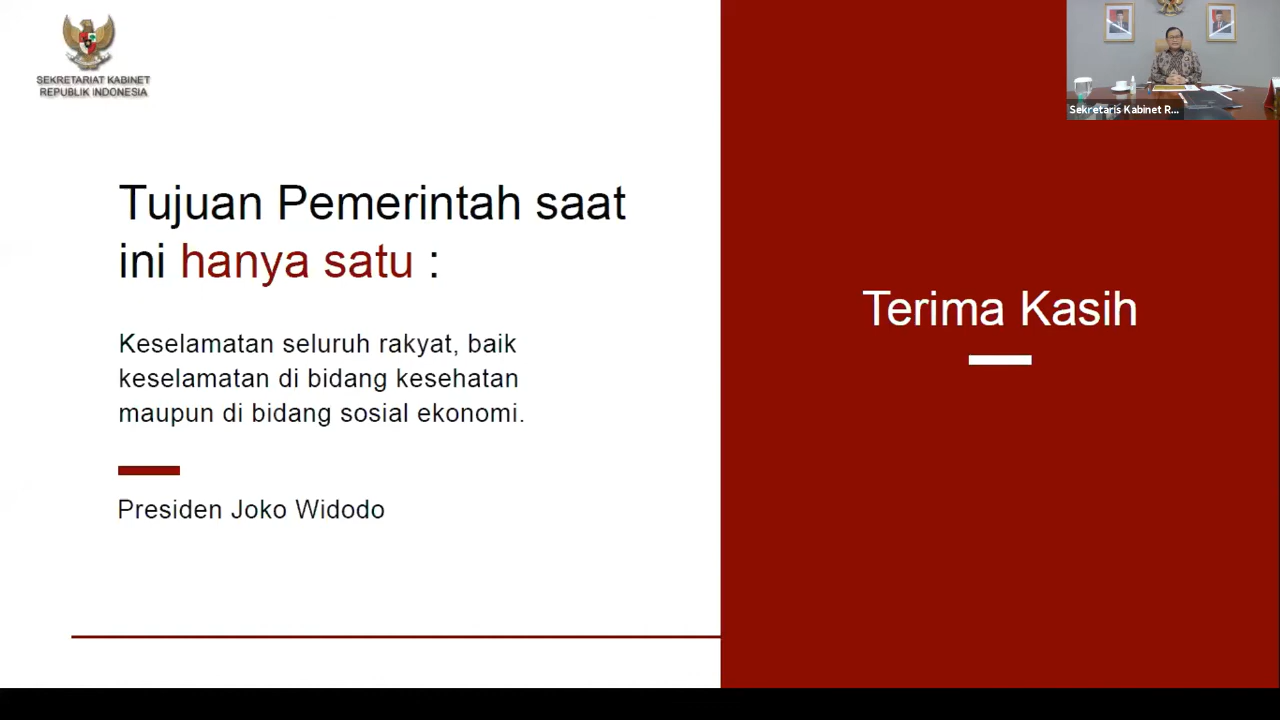 SEKRETARIAT KABINET
REPUBLIK INDONESIA
Tujuan Pemerintah saat
ini hanya satu :
Keselamatan seluruh rakyat, baik
keselamatan di bidang kesehatan
maupun di bidang sosial ekonomi.
Presiden Joko Widodo
Terima Kasih
Sekretaris Kabinet R...